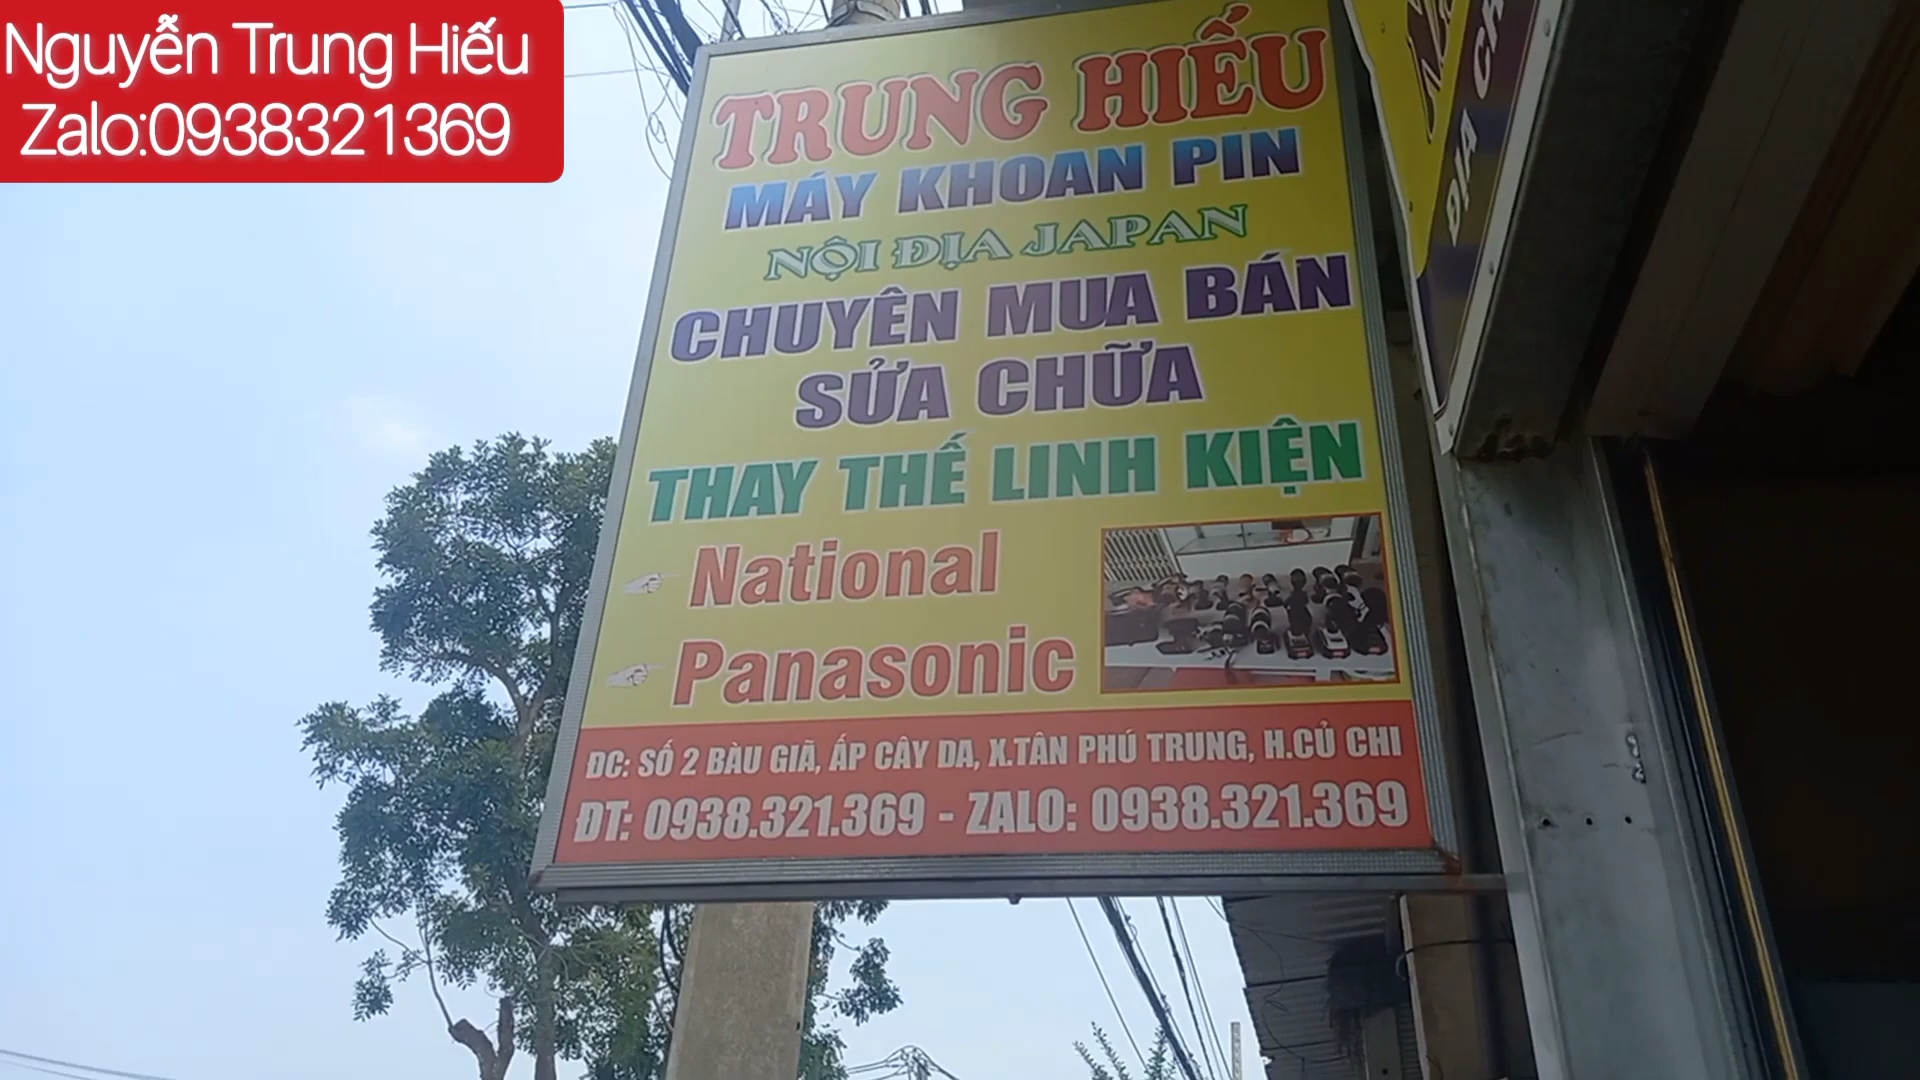 Nguyễn Trung Hiếu
Zalo:0938321369
TRUNG HIẾU
MÁY KHOAN PIN
NỘI ĐỊA JAPAN
CHUYÊN MUA BÁN
SỬA CHỮA
THAY THẾ LINH KIỆN
National
Panasonic
ĐC: SỐ 2 BÀU GIÃ, ẤP CÂY DA, X.TÂN PHÚ TRUNG, H.CỦ CHI
ĐT: 0938.321.369 - ZALO: 0938.321.369
ĐỊA CH